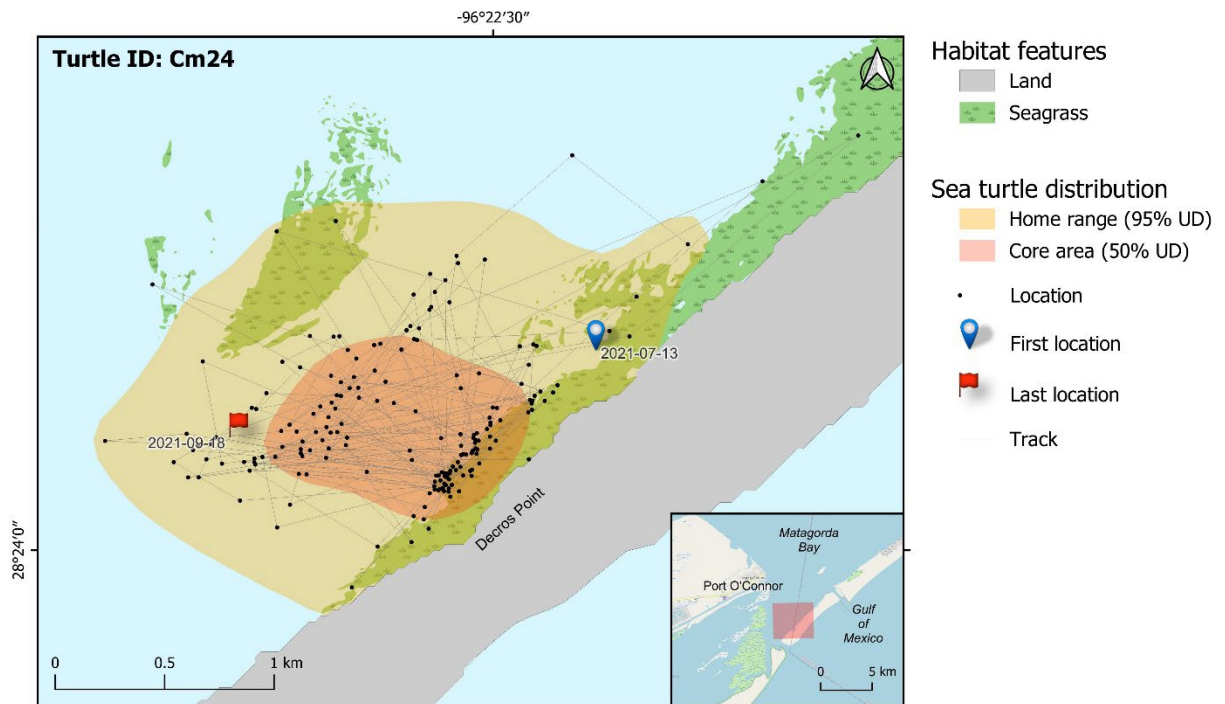 -96°22'30"
Turtle ID: Cm24
Habitat features
Land
Seagrass
Sea turtle distribution
Home range (95% UD)
Core area (50% UD)
Location
First location
Last location
Track
2021-07-13
2021-09-18
Decros Point
28°24'0"
0 0.5 1 km
Matagorda
Bay
Port O'Connor
Gulf
of
Mexico
0 5 km